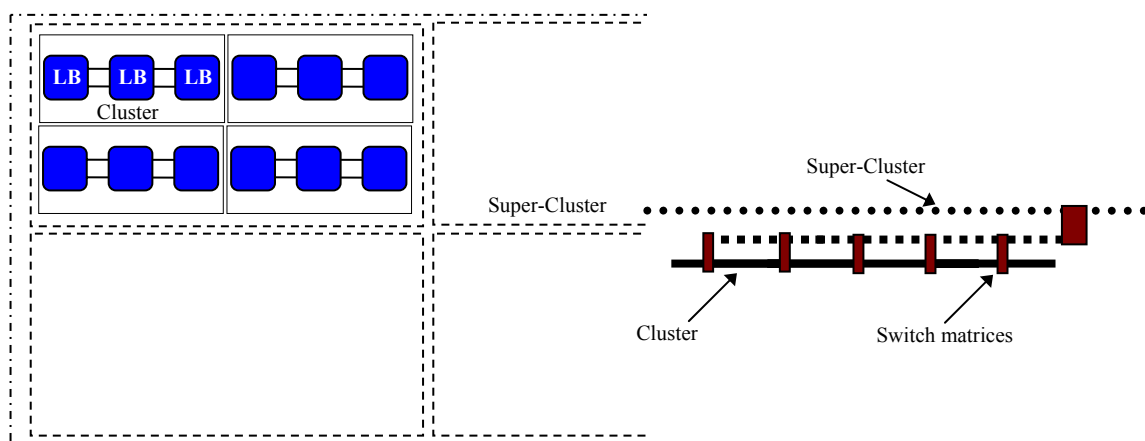 LB LB LB
Cluster
Super-Cluster
Super-Cluster
Cluster
Switch matrices